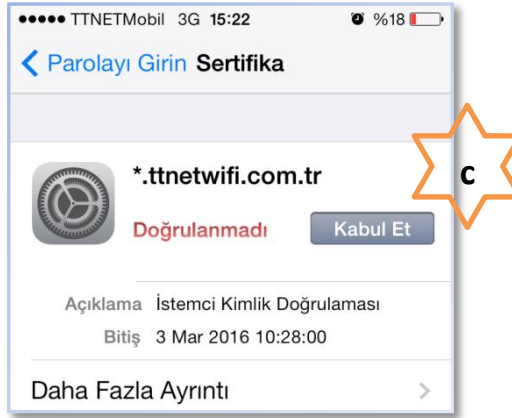 TTNETMobil 3G 15:22 %18
Parolayı Girin Sertifika
*.ttnetwifi.com.tr
c
Doğrulanmadı Kabul Et
Açıklama İstemci Kimlik Doğrulaması
Bitiş 3 Mar 2016 10:28:00
Daha Fazla Ayrıntı